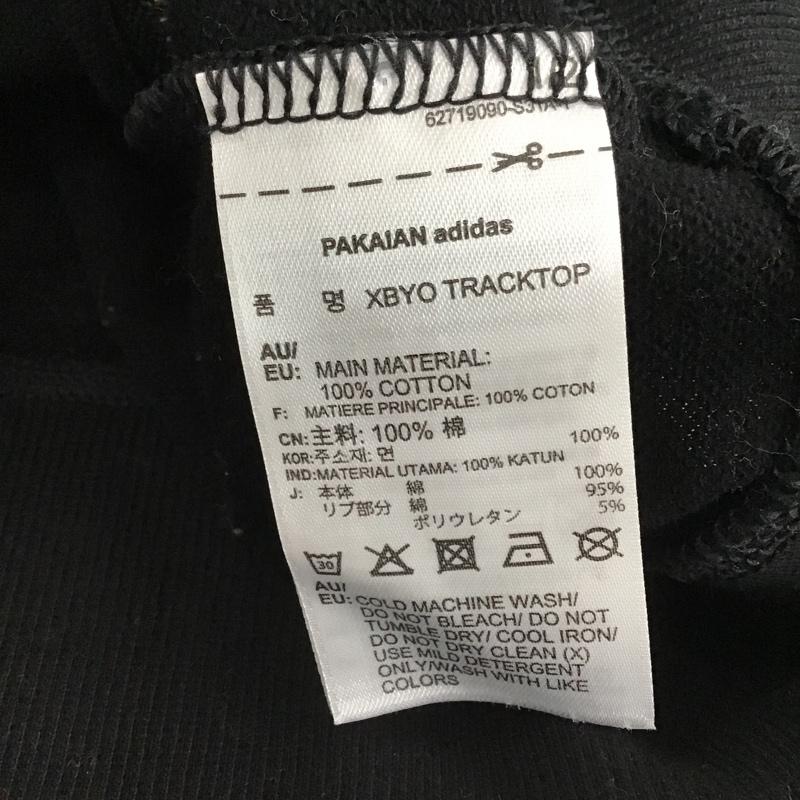 62719090-S31A-1
PAKAIAN adidas
품 명 XBYO TRACKTOP
AU/
EU: MAIN MATERIAL:
100% COTTON
F: MATIERE PRINCIPALE: 100% COTON
CN:主料: 100% 棉
KOR:주소재: 면 100%
IND:MATERIAL UTAMA: 100% KATUN
J: 本体 綿 100%
リブ部分 綿 95%
ポリウレタン 5%
30
AU/
EU: COLD MACHINE WASH/
DO NOT BLEACH/ DO NOT
TUMBLE DRY/ COOL IRON/
DO NOT DRY CLEAN (X)
USE MILD DETERGENT
ONLY/WASH WITH LIKE
COLORS